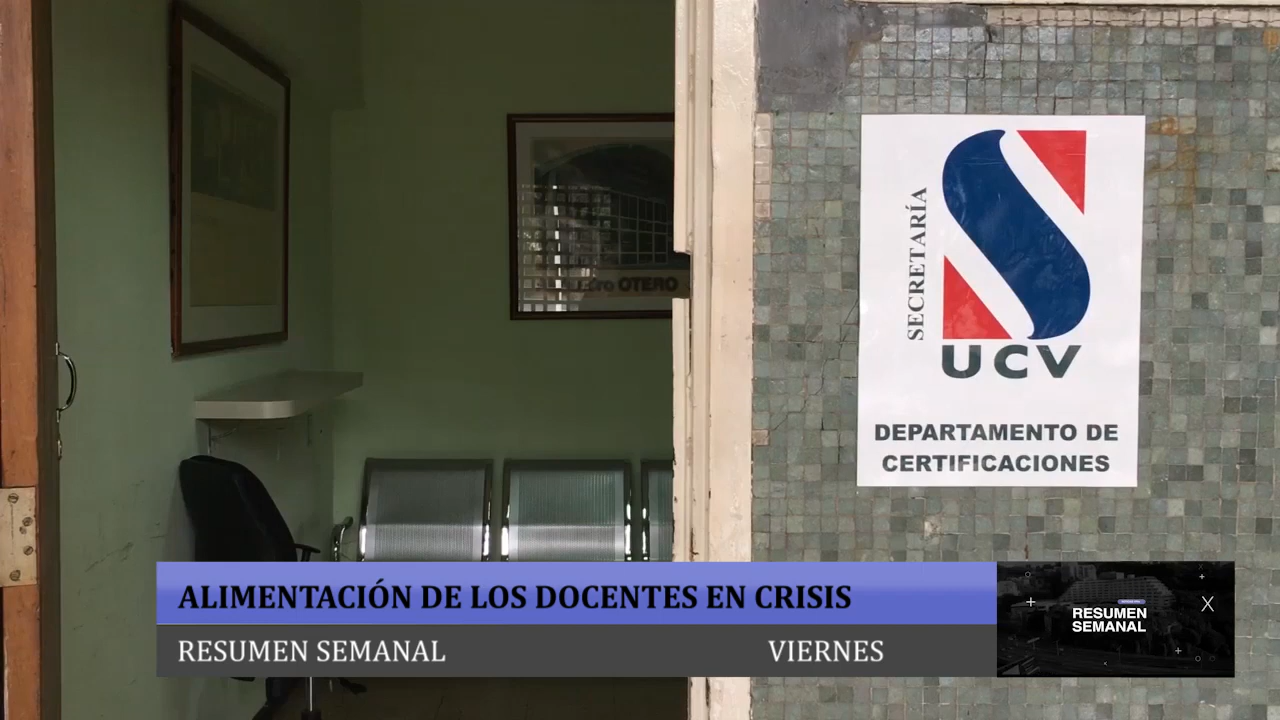 SECRETARÍA
UCV
DEPARTAMENTO DE
CERTIFICACIONES
OTERO
ALIMENTACIÓN DE LOS DOCENTES EN CRISIS
RESUMEN SEMANAL
VIERNES
RESUMEN
SEMANAL